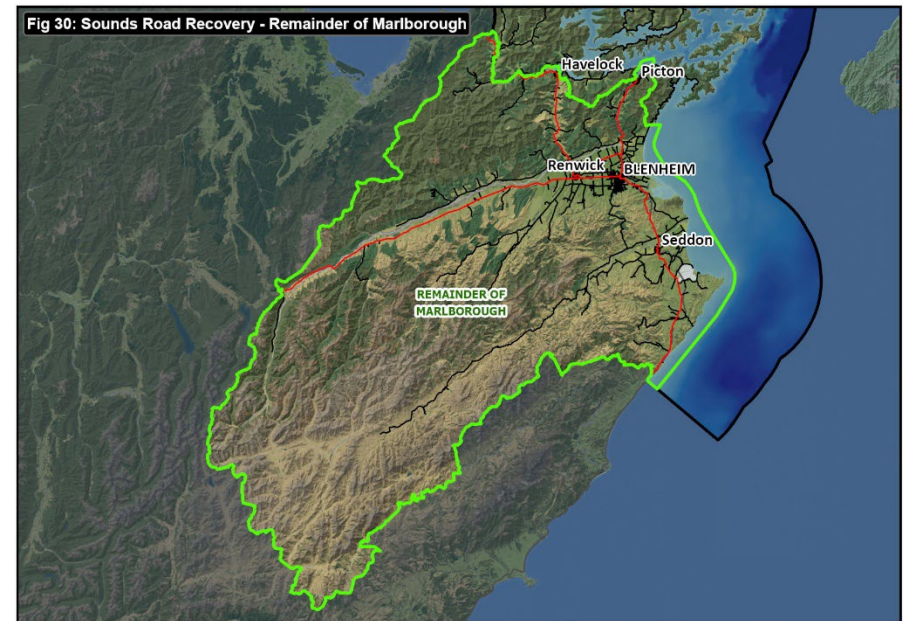 Fig 30: Sounds Road Recovery - Remainder of Marlborough
Havelock
Picton
Renwick
BLENHEIM
Seddon
REMAINDER OF
MARLBOROUGH